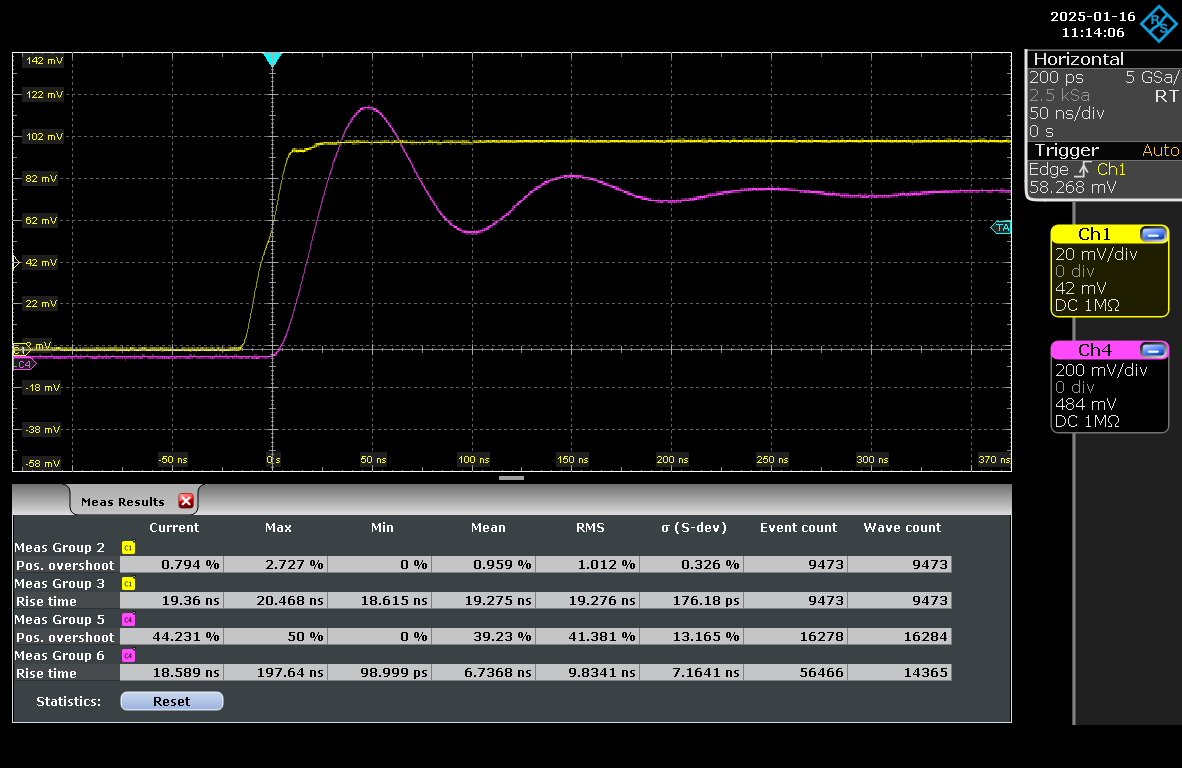 2025-01-16
11:14:06
R S
Horizontal
200 ps 5 GSa/
2.5 kSa RT
50 ns/div
0 s
Trigger Auto
Edge Ch1
58.268 mV
142 mV
122 mV
102 mV
82 mV
62 mV
42 mV
22 mV
2 mV
-18 mV
-38 mV
-58 mV
C1
C4
TA
-50 ns 0 s 50 ns 100 ns 150 ns 200 ns 250 ns 300 ns 370 ns
Ch1
20 mV/div
0 div
42 mV
DC 1MΩ
Ch4
200 mV/div
0 div
484 mV
DC 1MΩ
Meas Results
Current Max Min Mean RMS σ (S-dev) Event count Wave count
Meas Group 2 C1
Pos. overshoot 0.794 % 2.727 % 0 % 0.959 % 1.012 % 0.326 % 9473 9473
Meas Group 3 C1
Rise time 19.36 ns 20.468 ns 18.615 ns 19.275 ns 19.276 ns 176.18 ps 9473 9473
Meas Group 5 C4
Pos. overshoot 44.231 % 50 % 0 % 39.23 % 41.381 % 13.165 % 16278 16284
Meas Group 6 C4
Rise time 18.589 ns 197.64 ns 98.999 ps 6.7368 ns 9.8341 ns 7.1641 ns 56466 14365
Statistics: Reset